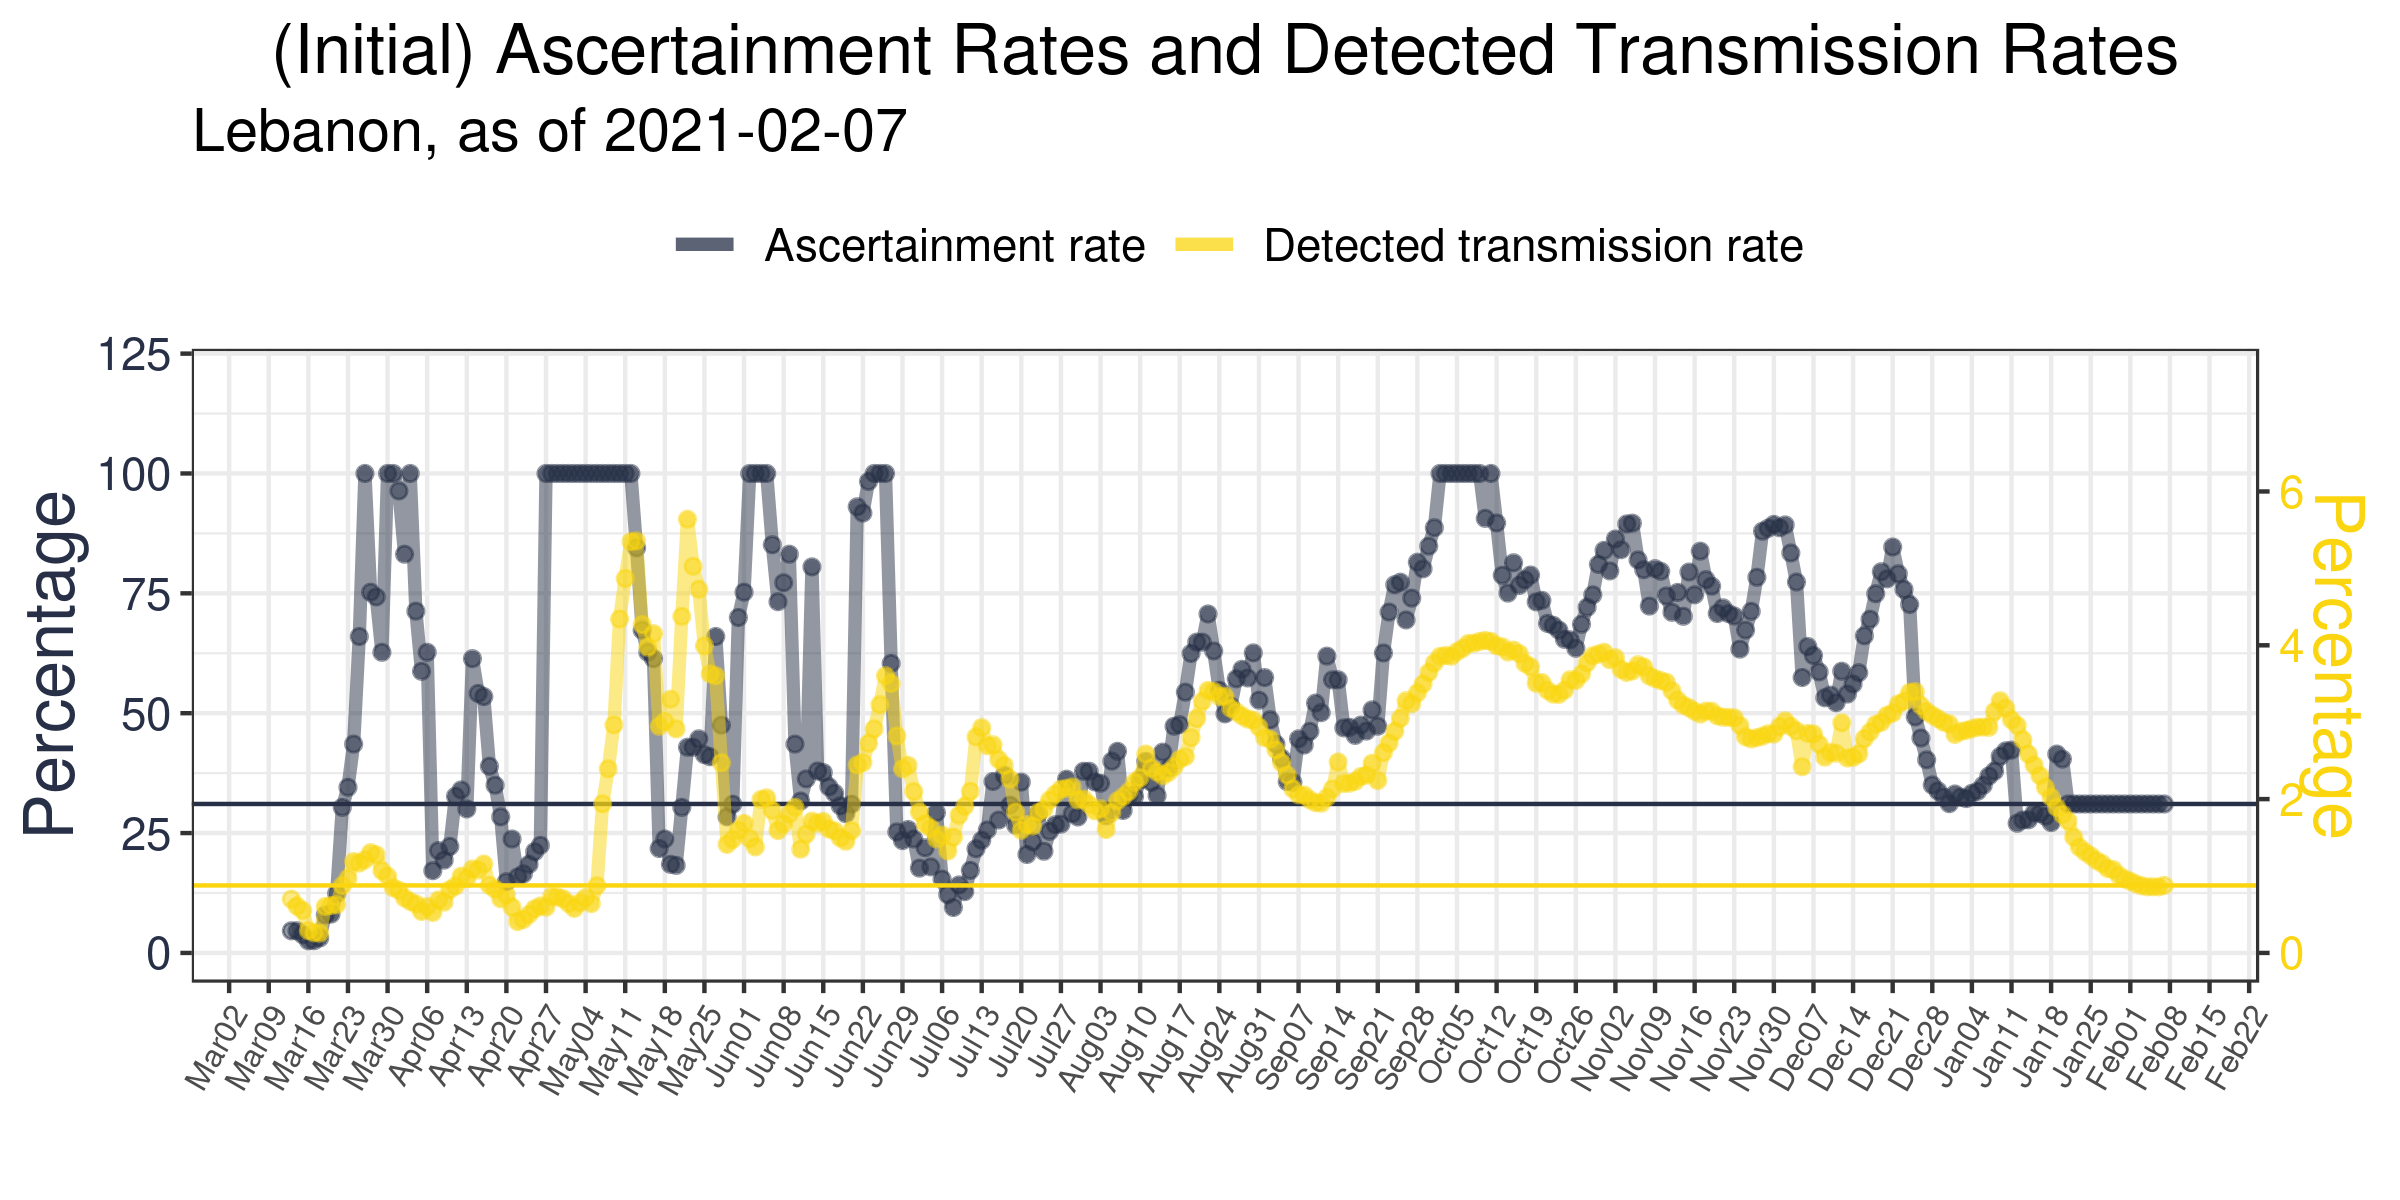 (Initial) Ascertainment Rates and Detected Transmission Rates
Lebanon, as of 2021-02-07
Ascertainment rate
Detected transmission rate
125
100
75
50
25
0
Percentage
6
4
2
0
Percentage
Mar02
Mar09
Mar16
Mar23
Mar30
Apr06
Apr13
Apr20
Apr27
May04
May11
May18
May25
Jun01
Jun08
Jun15
Jun22
Jun29
Jul06
Jul13
Jul20
Jul27
Aug03
Aug10
Aug17
Aug24
Aug31
Sep07
Sep14
Sep21
Sep28
Oct05
Oct12
Oct19
Oct26
Nov02
Nov09
Nov16
Nov23
Nov30
Dec07
Dec14
Dec21
Dec28
Jan04
Jan11
Jan18
Jan25
Feb01
Feb08
Feb15
Feb22